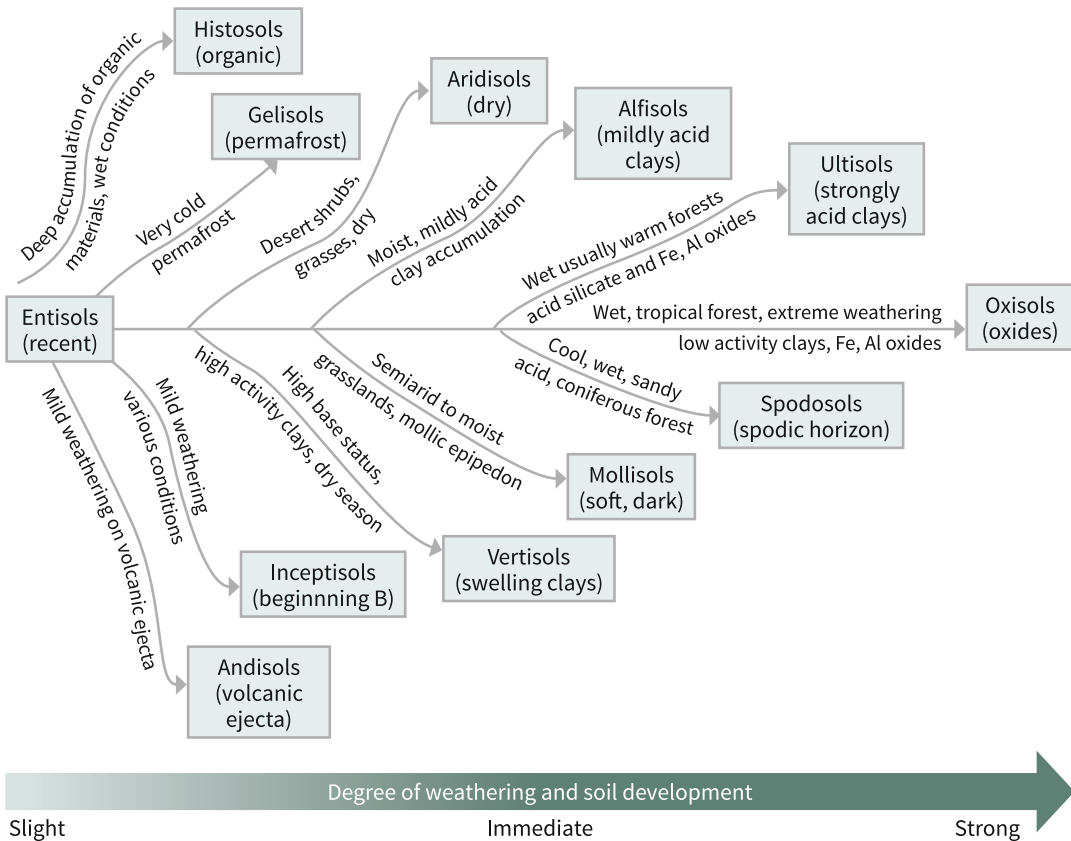 Histosols
(organic)
Deep accumulation of organic
materials, wet conditions
Gelisols
(permafrost)
Very cold
permafrost
Aridisols
(dry)
Desert shrubs,
grasses, dry
Alfisols
(mildly acid
clays)
Moist, mildly acid
clay accumulation
Ultisols
(strongly
acid clays)
Wet usually warm forests
acid silicate and Fe, Al oxides
Entisols
(recent)
Wet, tropical forest, extreme weathering
low activity clays, Fe, Al oxides
Oxisols
(oxides)
Cool, wet, sandy
acid, coniferous forest
Spodosols
(spodic horizon)
Semiarid to moist
grasslands, mollic epipedon
Mollisols
(soft, dark)
High base status,
high activity clays, dry season
Vertisols
(swelling clays)
Mild weathering
various conditions
Inceptisols
(beginnning B)
Mild weathering on volcanic ejecta
Andisols
(volcanic
ejecta)
Degree of weathering and soil development
Slight
Immediate
Strong